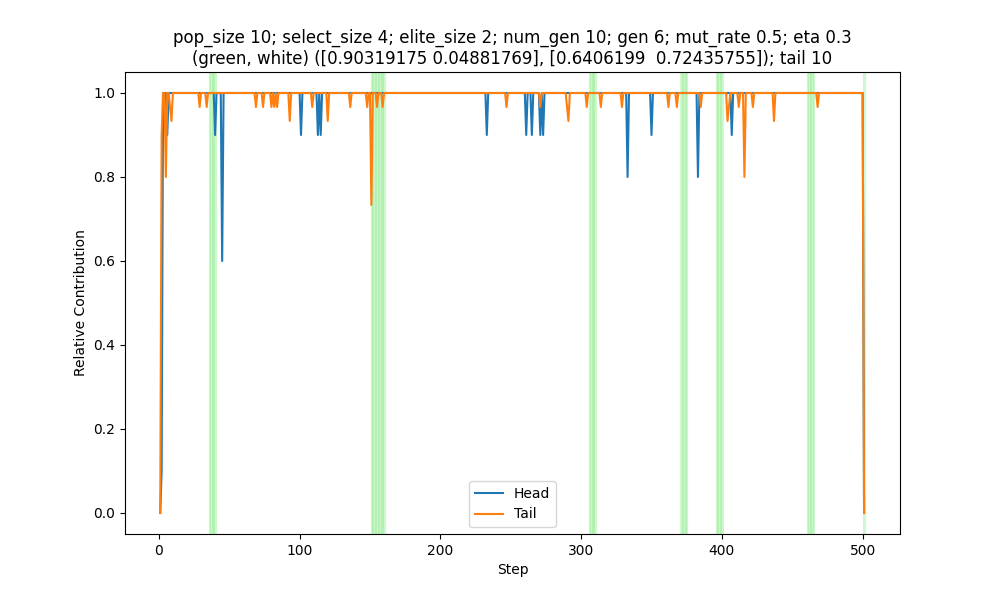 pop_size 10; select_size 4; elite_size 2; num_gen 10; gen 6; mut_rate 0.5; eta 0.3
(green, white) ([0.90319175 0.04881769], [0.6406199  0.72435755]); tail 10
1.0
0.8
0.6
0.4
0.2
0.0
Relative Contribution
Head
Tail
0
100
200
300
400
500
Step